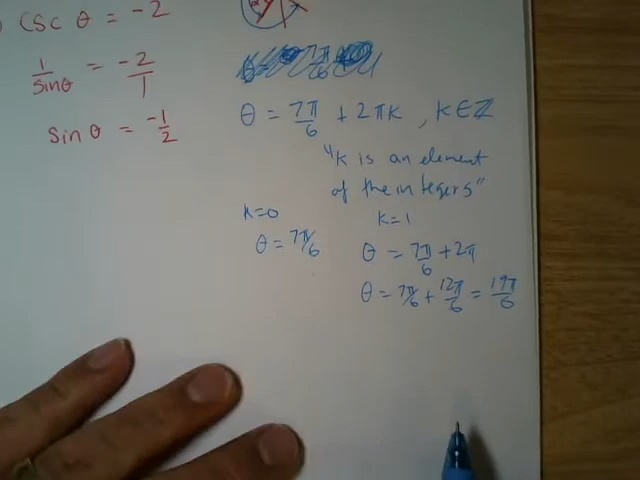 ) csc θ = -2
1/sinθ = -2/1
sin θ = -1/2
θ = 7π/6 + 2πk , k∈ℤ
"k is an element
of the integers"
k=0
θ = 7π/6
k=1
θ = 7π/6 + 2π
θ = 7π/6 + 12π/6 = 19π/6